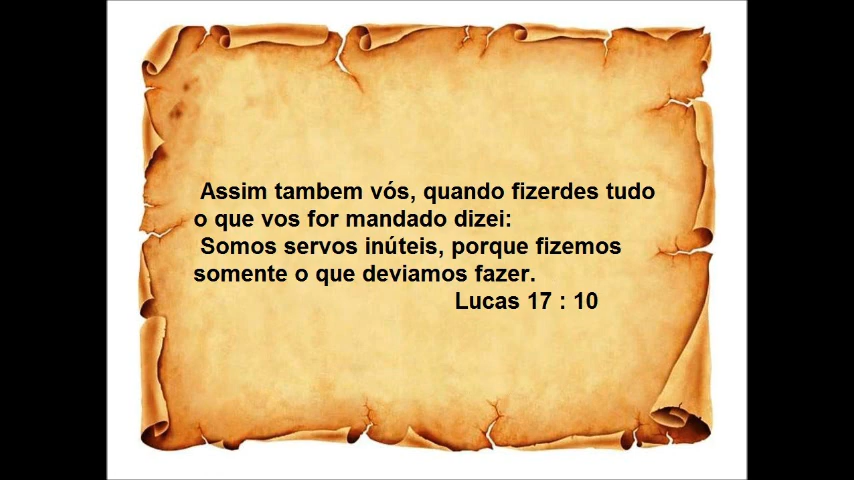 Assim tambem vós, quando fizerdes tudo
o que vos for mandado dizei:
Somos servos inúteis, porque fizemos
somente o que deviamos fazer.
Lucas 17 : 10